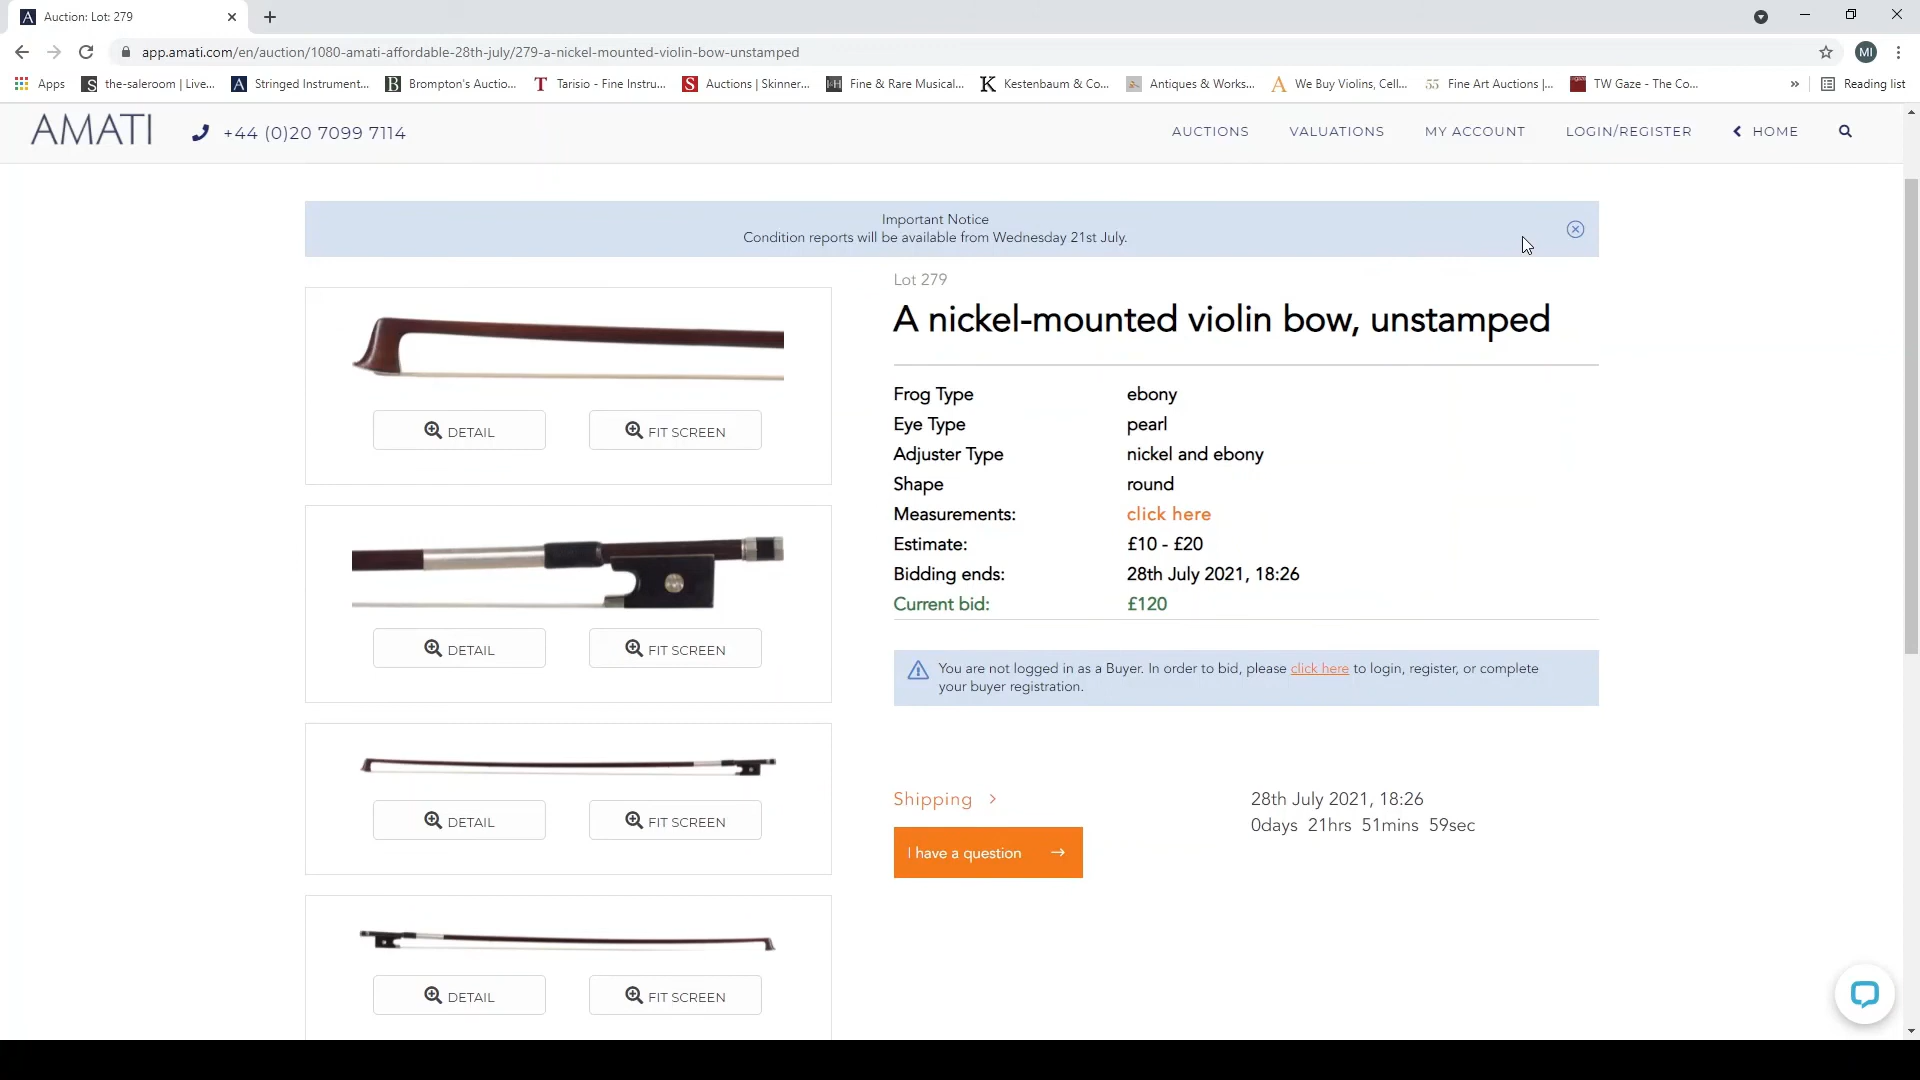 Auction: Lot: 279
app.amati.com/en/auction/1080-amati-affordable-28th-july/279-a-nickel-mounted-violin-bow-unstamped
MI
Apps
the-saleroom | Live...
Stringed Instrument...
Brompton's Auctio...
Tarisio - Fine Instru...
Auctions | Skinner...
Fine & Rare Musical...
Kestenbaum & Co...
Antiques & Works...
We Buy Violins, Cell...
Fine Art Auctions |...
TW Gaze - The Co...
»
Reading list
AMATI
+44 (0)20 7099 7114
AUCTIONS
VALUATIONS
MY ACCOUNT
LOGIN/REGISTER
HOME
Important Notice
Condition reports will be available from Wednesday 21st July.
Lot 279
A nickel-mounted violin bow, unstamped
Frog Type ebony
Eye Type pearl
Adjuster Type nickel and ebony
Shape round
Measurements: click here
Estimate: £10 - £20
Bidding ends: 28th July 2021, 18:26
Current bid: £120
You are not logged in as a Buyer. In order to bid, please click here to login, register, or complete
your buyer registration.
Shipping
28th July 2021, 18:26
0days 21hrs 51mins 59sec
I have a question
DETAIL FIT SCREEN
DETAIL FIT SCREEN
DETAIL FIT SCREEN
DETAIL FIT SCREEN